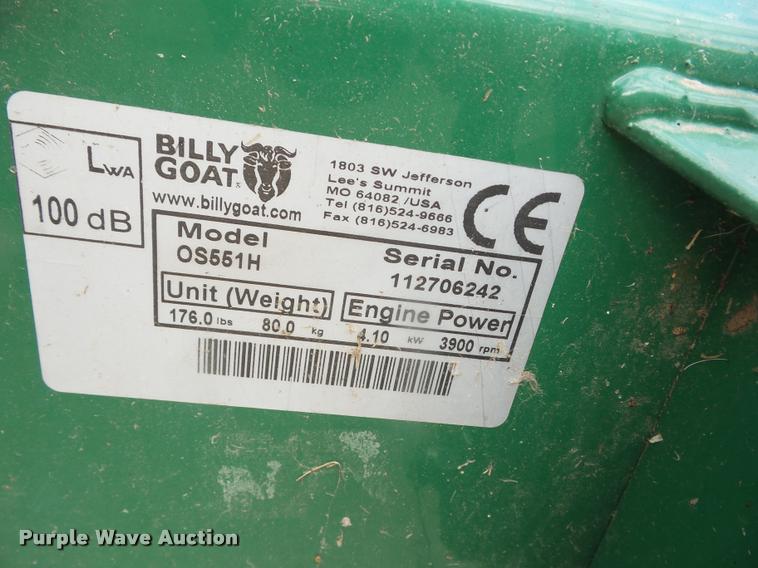 LWA
100 dB
BILLY
GOAT®
www.billygoat.com
1803 SW Jefferson
Lee's Summit
MO 64082 /USA
Tel (816)524-9666
Fax (816)524-6983
CE
Model
OS551H
Serial No.
112706242
Unit (Weight)
176.0 lbs 80.0 kg
Engine Power
4.10 kW 3900 rpm
Purple Wave Auction